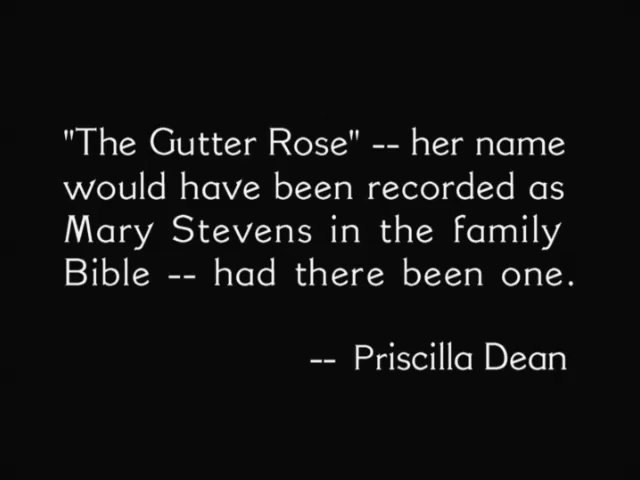 "The Gutter Rose" -- her name
would have been recorded as
Mary Stevens in the family
Bible -- had there been one.
-- Priscilla Dean